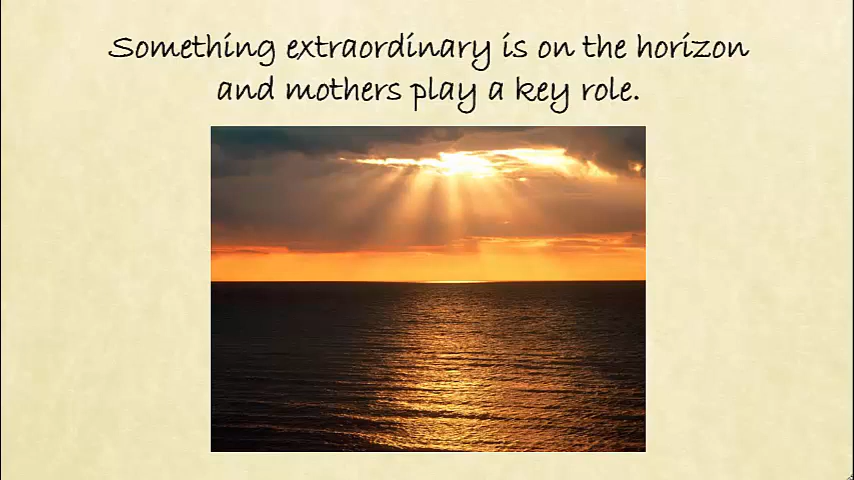 Something extraordinary is on the horizon
and mothers play a key role.